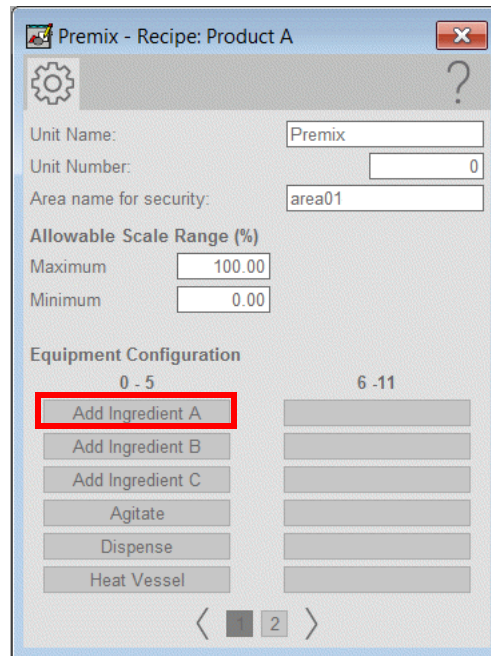 Premix - Recipe: Product A
?
Unit Name: Premix
Unit Number: 0
Area name for security: area01
Allowable Scale Range (%)
Maximum 100.00
Minimum 0.00
Equipment Configuration
0 - 5 6 -11
Add Ingredient A
Add Ingredient B
Add Ingredient C
Agitate
Dispense
Heat Vessel
1 2